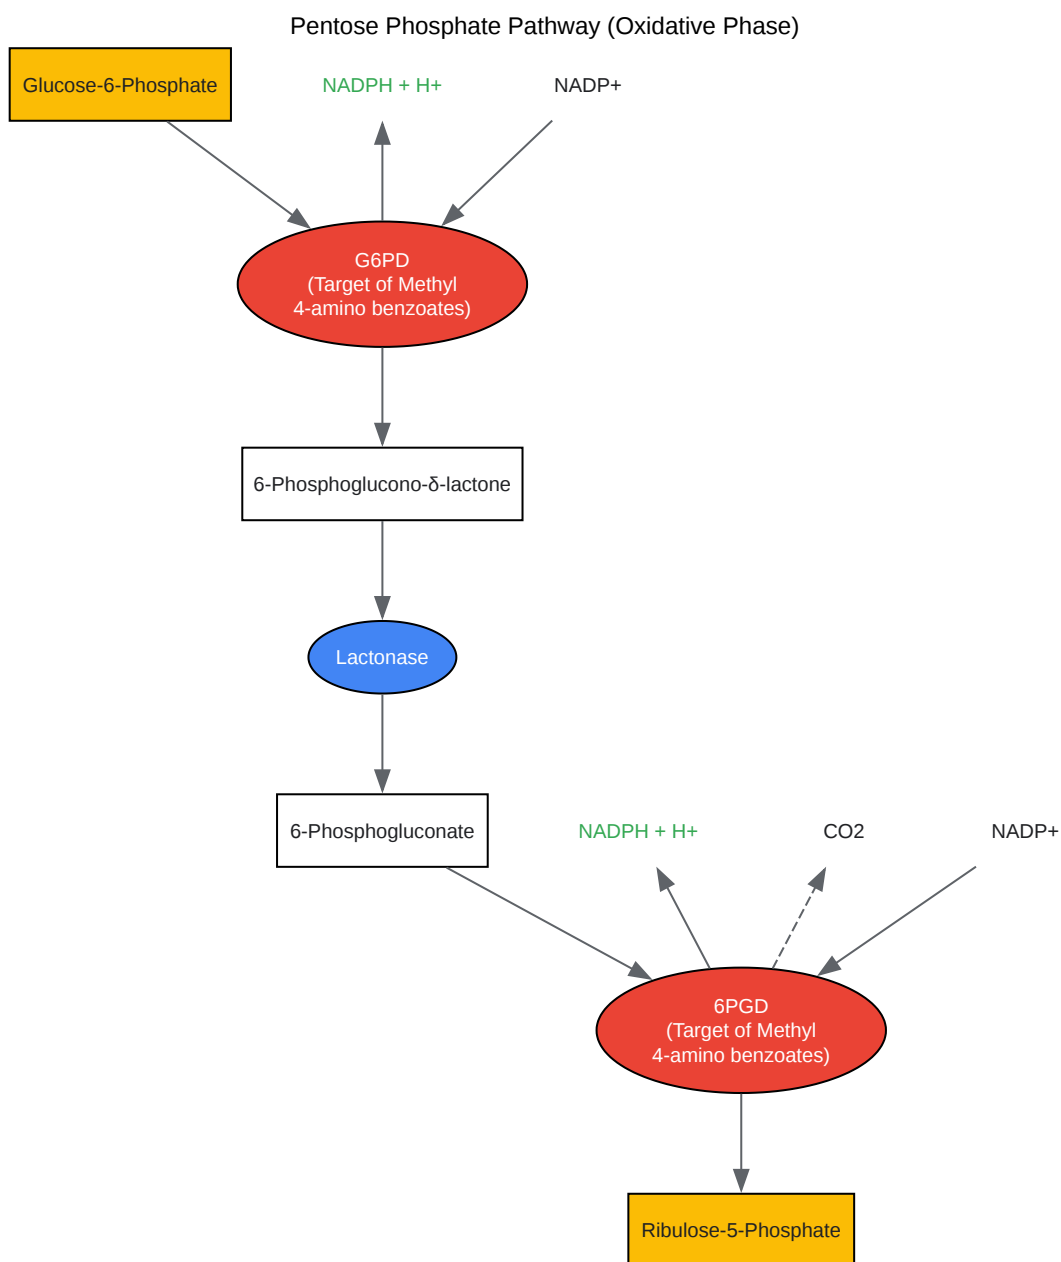 Pentose Phosphate Pathway (Oxidative Phase)
Glucose-6-Phosphate
NADPH + H+
NADP+
G6PD
(Target of Methyl
4-amino benzoates)
6-Phosphoglucono-δ-lactone
Lactonase
6-Phosphogluconate
NADPH + H+
CO2
NADP+
6PGD
(Target of Methyl
4-amino benzoates)
Ribulose-5-Phosphate